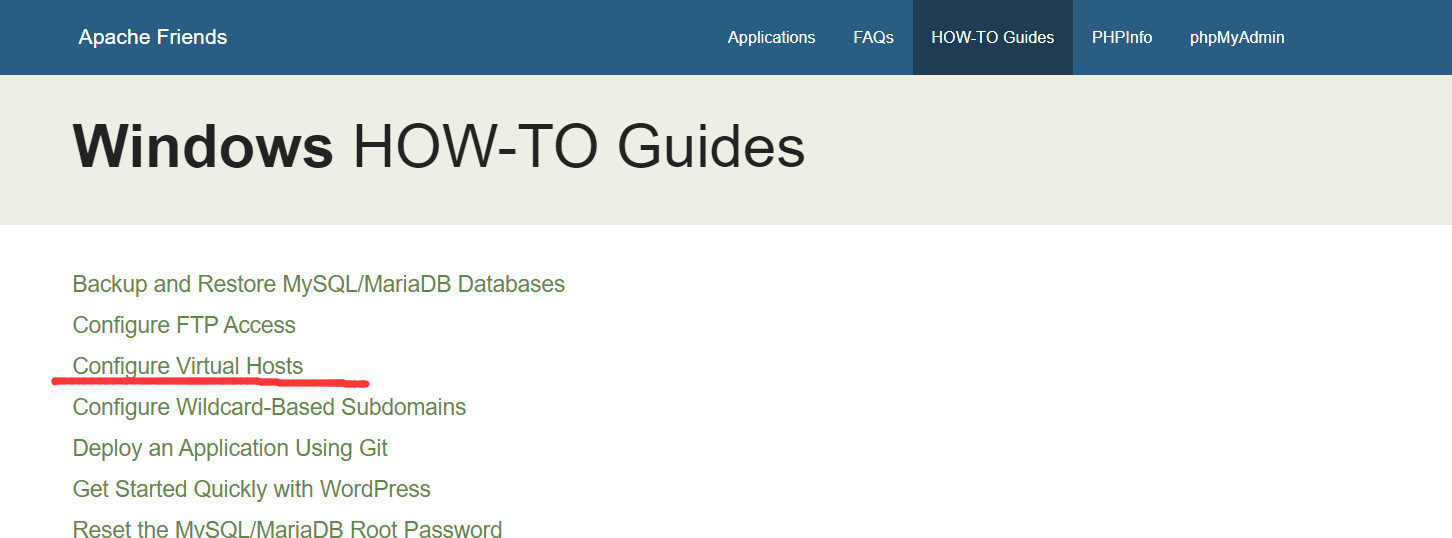 Apache Friends Applications FAQs HOW-TO Guides PHPInfo phpMyAdmin
Windows HOW-TO Guides
Backup and Restore MySQL/MariaDB Databases
Configure FTP Access
Configure Virtual Hosts
Configure Wildcard-Based Subdomains
Deploy an Application Using Git
Get Started Quickly with WordPress
Reset the MySQL/MariaDB Root Password